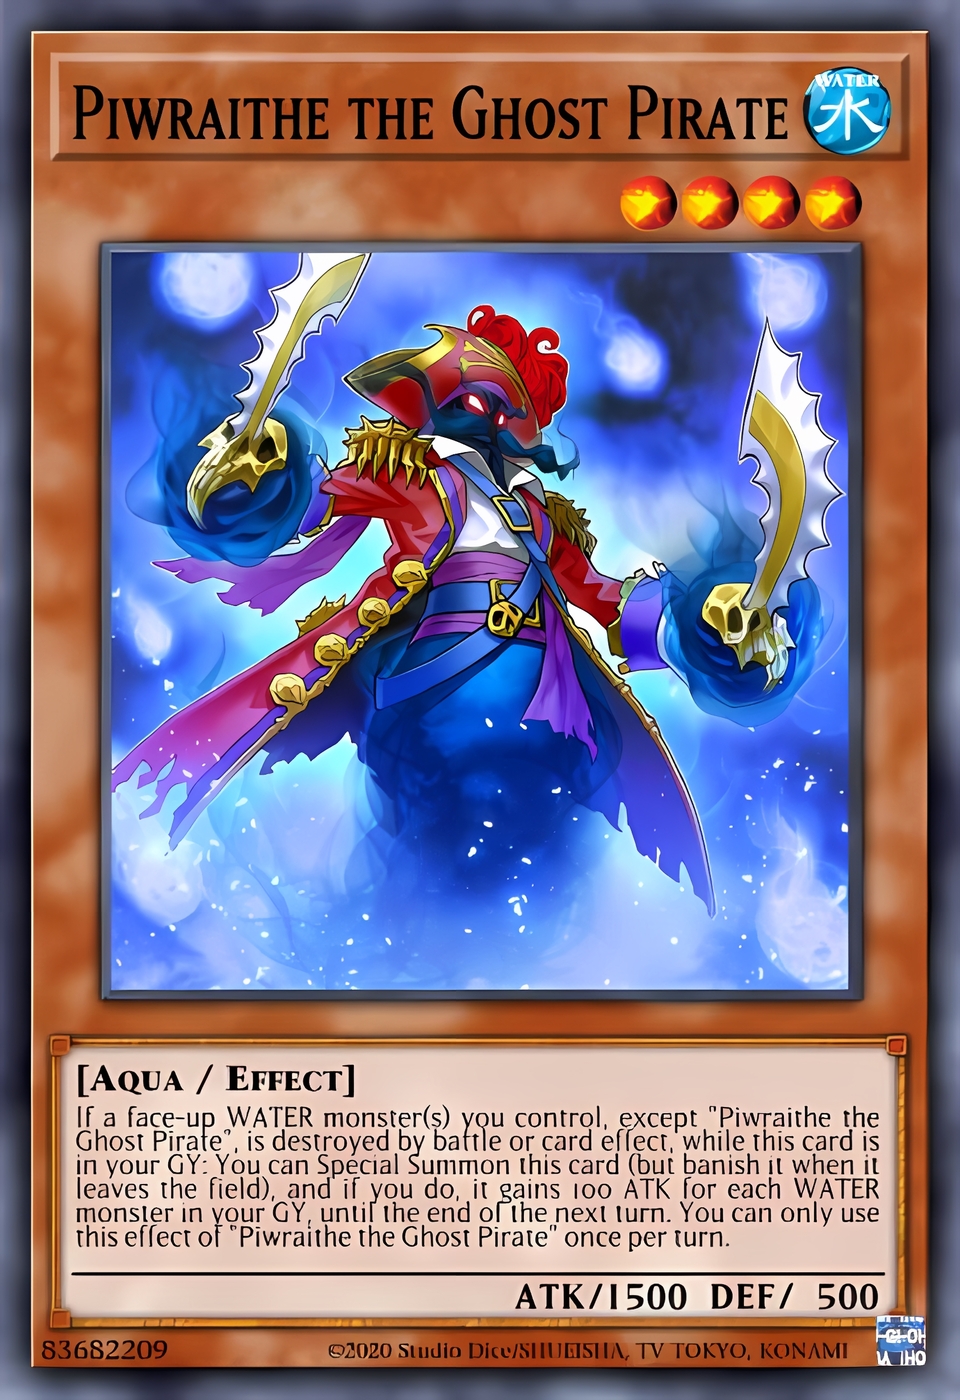 Piwraithe the Ghost Pirate
WATER
水
[Aqua / Effect]
If a face-up WATER monster(s) you control, except "Piwraithe the
Ghost Pirate", is destroyed by battle or card effect, while this card is
in your GY: You can Special Summon this card (but banish it when it
leaves the field), and if you do, it gains 100 ATK for each WATER
monster in your GY, until the end of the next turn. You can only use
this effect of "Piwraithe the Ghost Pirate" once per turn.
ATK/1500 DEF/ 500
83682209
©2020 Studio Dice/SHUEISHA, TV TOKYO, KONAMI